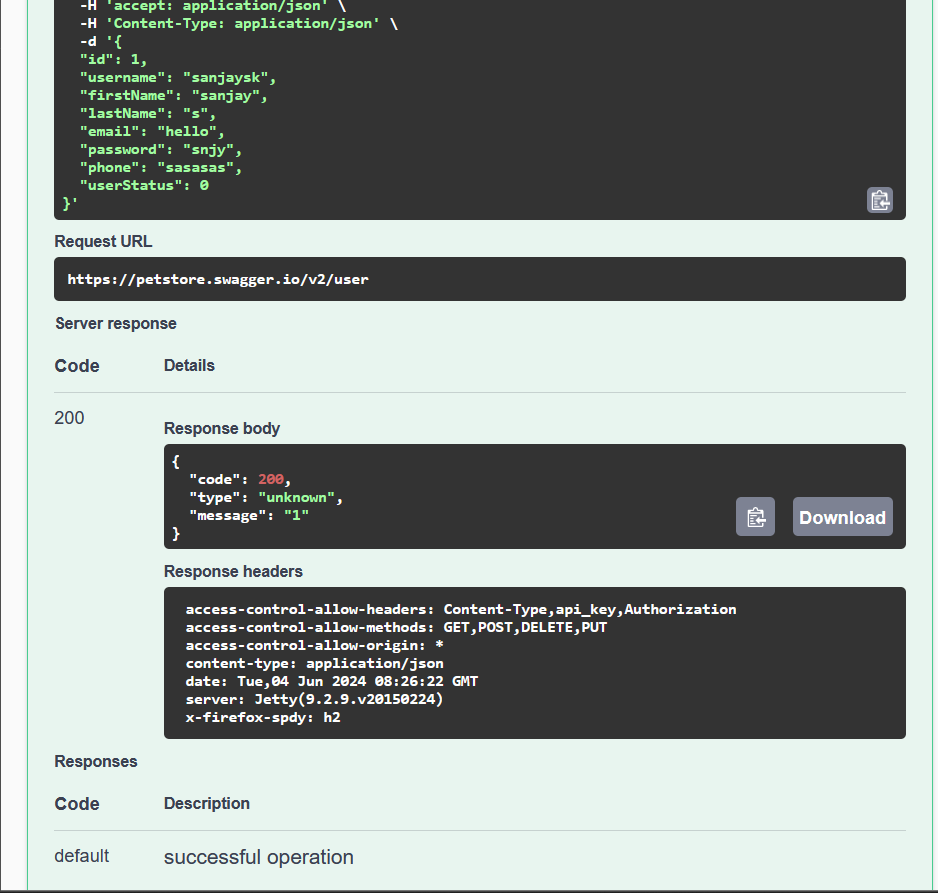 -H 'accept: application/json' \
-H 'Content-Type: application/json' \
-d '{
"id": 1,
"username": "sanjaysk",
"firstName": "sanjay",
"lastName": "s",
"email": "hello",
"password": "snjy",
"phone": "sasasas",
"userStatus": 0
}'
Request URL
https://petstore.swagger.io/v2/user
Server response
Code Details
200
Response body
{
"code": 200,
"type": "unknown",
"message": "1"
}
Download
Response headers
access-control-allow-headers: Content-Type,api_key,Authorization
access-control-allow-methods: GET,POST,DELETE,PUT
access-control-allow-origin: *
content-type: application/json
date: Tue,04 Jun 2024 08:26:22 GMT
server: Jetty(9.2.9.v20150224)
x-firefox-spdy: h2
Responses
Code Description
default successful operation